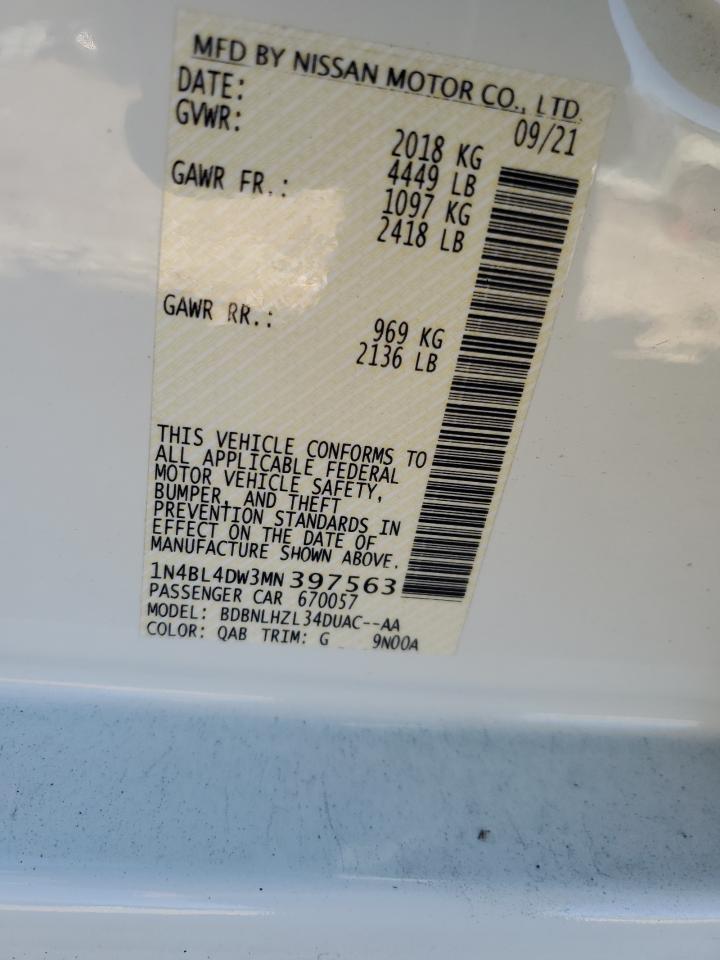 MFD BY NISSAN MOTOR CO., LTD.
DATE: 09/21
GVWR: 2018 KG
4449 LB
GAWR FR.: 1097 KG
2418 LB
GAWR RR.: 969 KG
2136 LB
THIS VEHICLE CONFORMS TO
ALL APPLICABLE FEDERAL
MOTOR VEHICLE SAFETY,
BUMPER, AND THEFT
PREVENTION STANDARDS IN
EFFECT ON THE DATE OF
MANUFACTURE SHOWN ABOVE.
1N4BL4DW3MN397563
PASSENGER CAR 670057
MODEL: BDBNLHZL34DUAC--AA
COLOR: QAB TRIM: G 9N00A